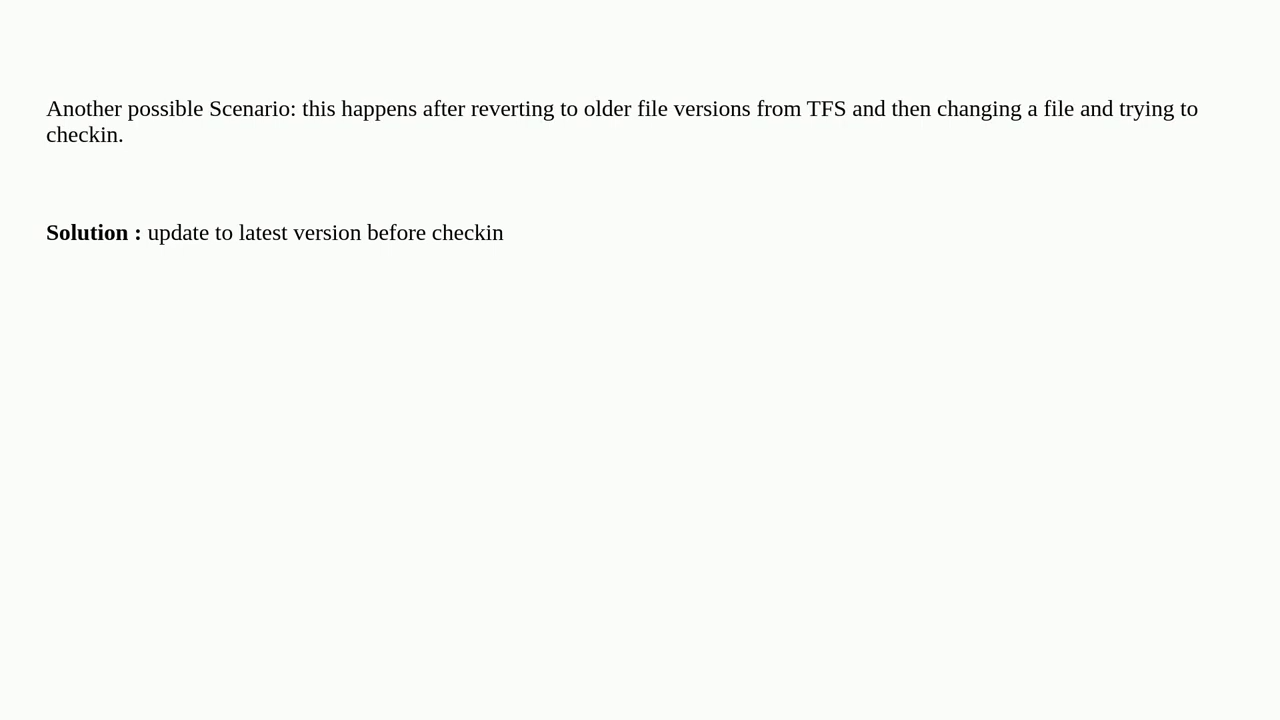 Another possible Scenario: this happens after reverting to older file versions from TFS and then changing a file and trying to
checkin.
Solution : update to latest version before checkin